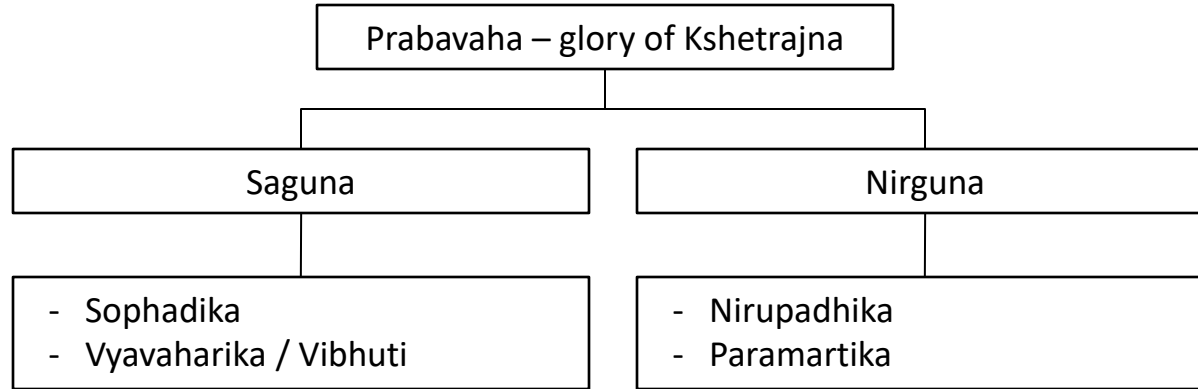 Prabavaha – glory of Kshetrajna
Saguna
Nirguna
- Sophadika
- Vyavaharika / Vibhuti
- Nirupadhika
- Paramartika